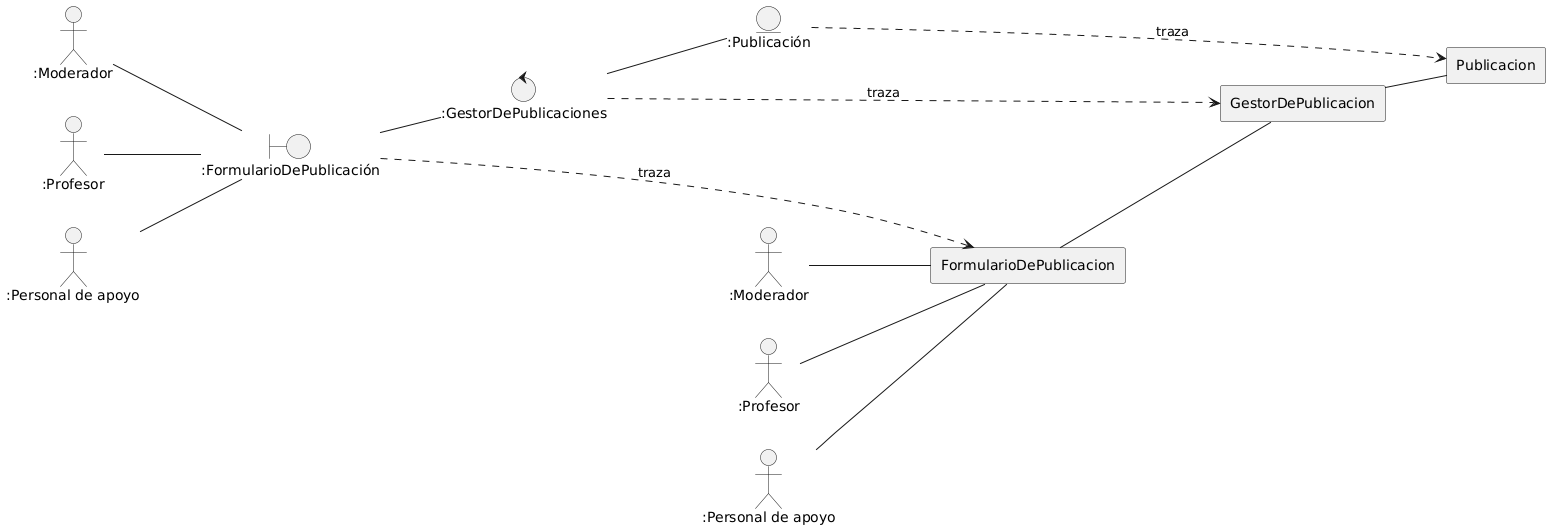 :Moderador
:Profesor
:Personal de apoyo
:FormularioDePublicación
:GestorDePublicaciones
:Publicación
traza
traza
traza
:Moderador
:Profesor
:Personal de apoyo
FormularioDePublicacion
GestorDePublicacion
Publicacion